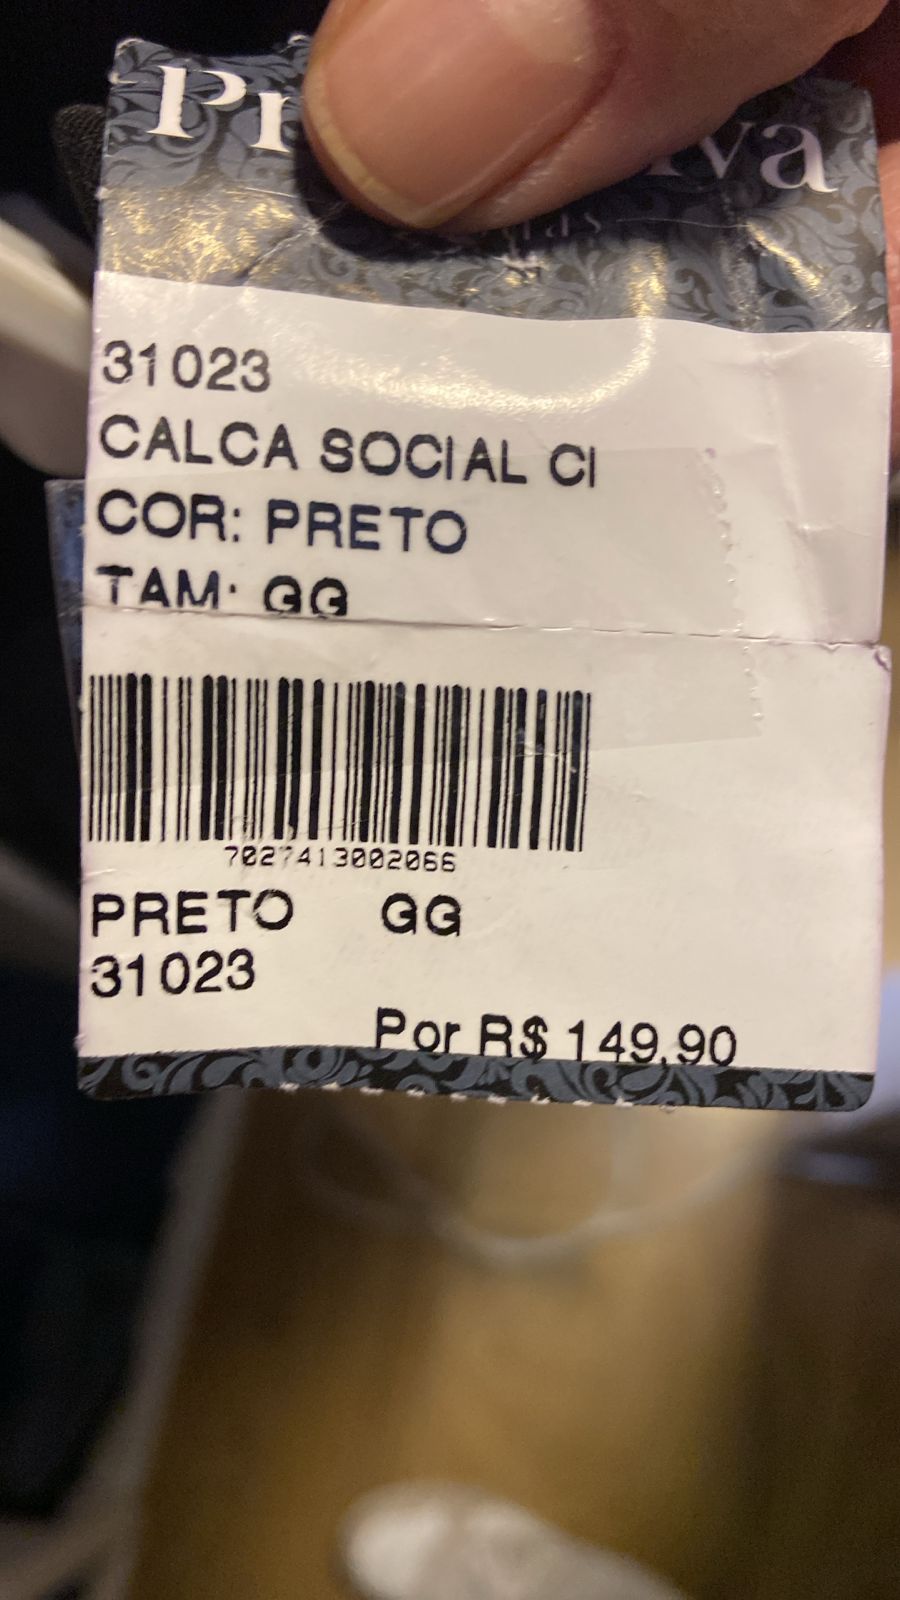 31023
CALCA SOCIAL CI
COR: PRETO
TAM: GG
7027413002066
PRETO GG
31023
Por R$ 149,90